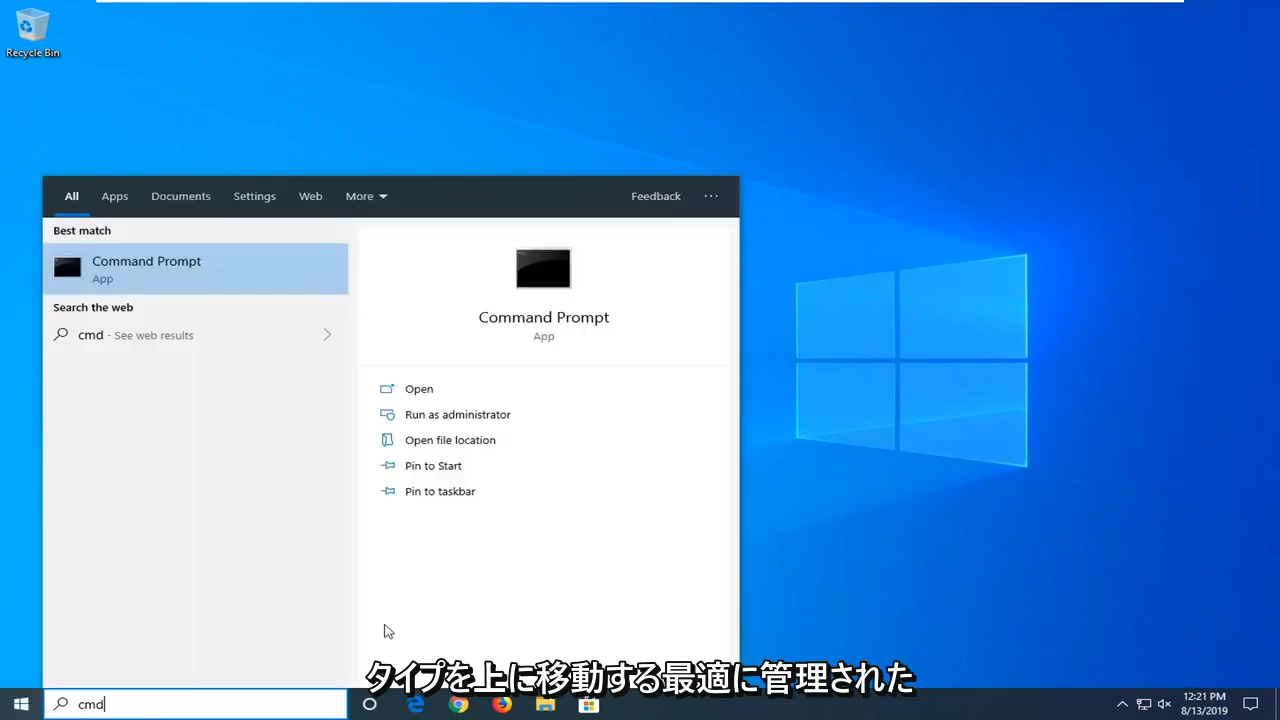 Recycle Bin
All Apps Documents Settings Web More Feedback ...
Best match
Command Prompt
App
Search the web
cmd - See web results
Command Prompt
App
Open
Run as administrator
Open file location
Pin to Start
Pin to taskbar
タイプを上に移動する最適に管理された
cmd
12:21 PM
8/13/2019